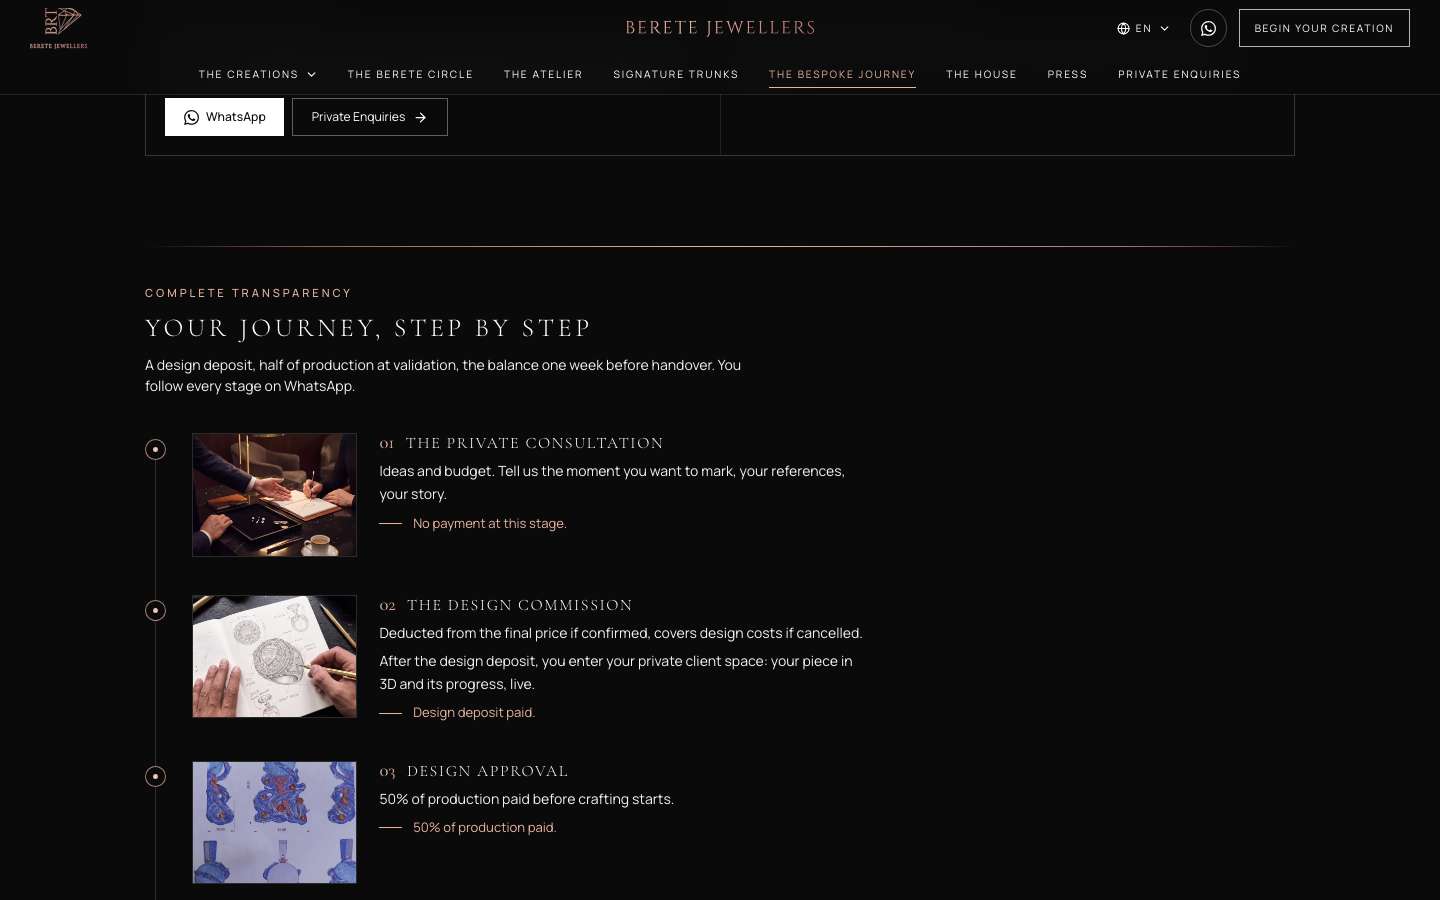 BRT
BERETE JEWELLERS
BERETE JEWELLERS
EN
BEGIN YOUR CREATION
THE CREATIONS
THE BERETE CIRCLE
THE ATELIER
SIGNATURE TRUNKS
THE BESPOKE JOURNEY
THE HOUSE
PRESS
PRIVATE ENQUIRIES
WhatsApp
Private Enquiries
COMPLETE TRANSPARENCY
YOUR JOURNEY, STEP BY STEP
A design deposit, half of production at validation, the balance one week before handover. You
follow every stage on WhatsApp.
01 THE PRIVATE CONSULTATION
Ideas and budget. Tell us the moment you want to mark, your references,
your story.
No payment at this stage.
02 THE DESIGN COMMISSION
Deducted from the final price if confirmed, covers design costs if cancelled.
After the design deposit, you enter your private client space: your piece in
3D and its progress, live.
Design deposit paid.
03 DESIGN APPROVAL
50% of production paid before crafting starts.
50% of production paid.